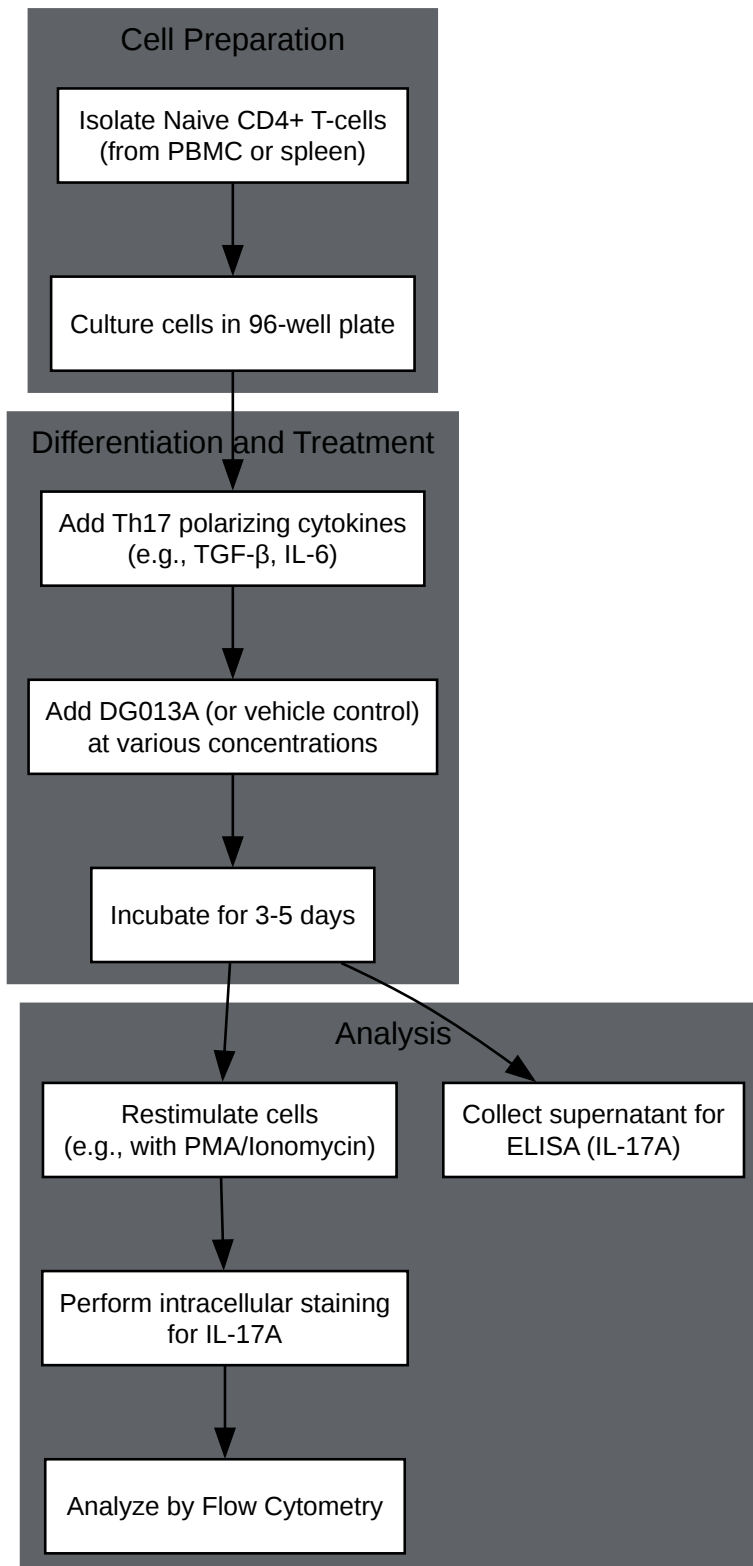 Cell Preparation
Isolate Naive CD4+ T-cells
(from PBMC or spleen)
Culture cells in 96-well plate
Differentiation and Treatment
Add Th17 polarizing cytokines
(e.g., TGF-β, IL-6)
Add DG013A (or vehicle control)
at various concentrations
Incubate for 3-5 days
Analysis
Restimulate cells
(e.g., with PMA/Ionomycin)
Collect supernatant for
ELISA (IL-17A)
Perform intracellular staining
for IL-17A
Analyze by Flow Cytometry